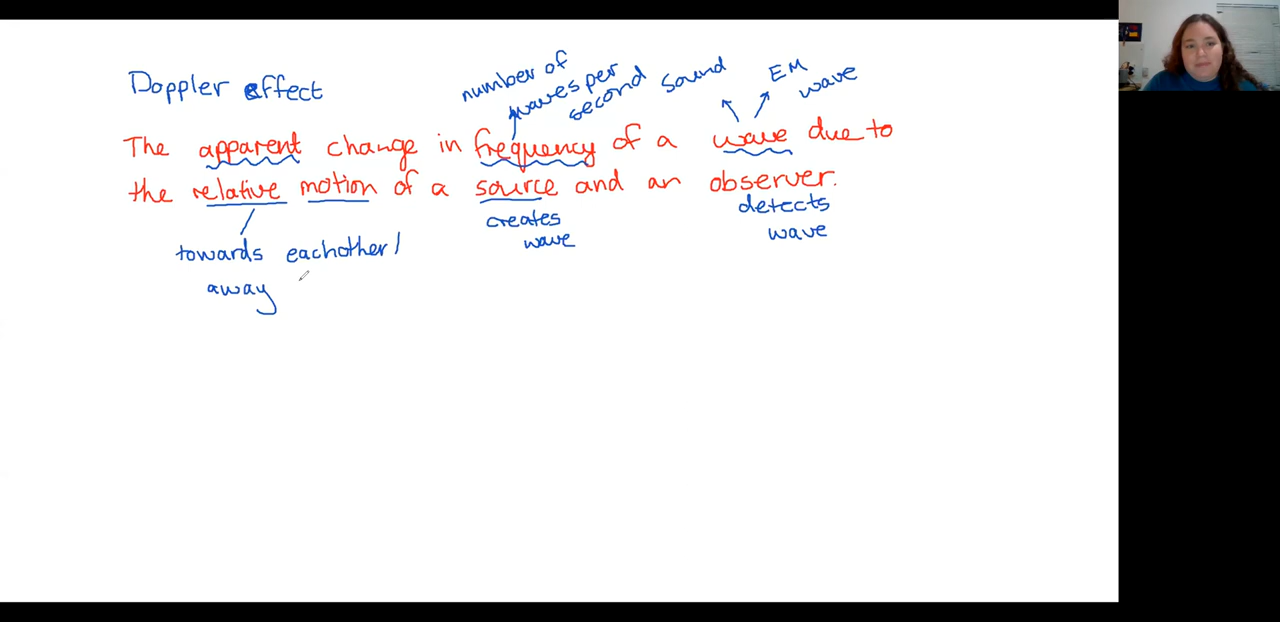 Doppler effect
number of
waves per
second
sound
EM
wave
The apparent change in frequency of a wave due to
the relative motion of a source and an observer.
creates
wave
detects
wave
towards eachother/
away